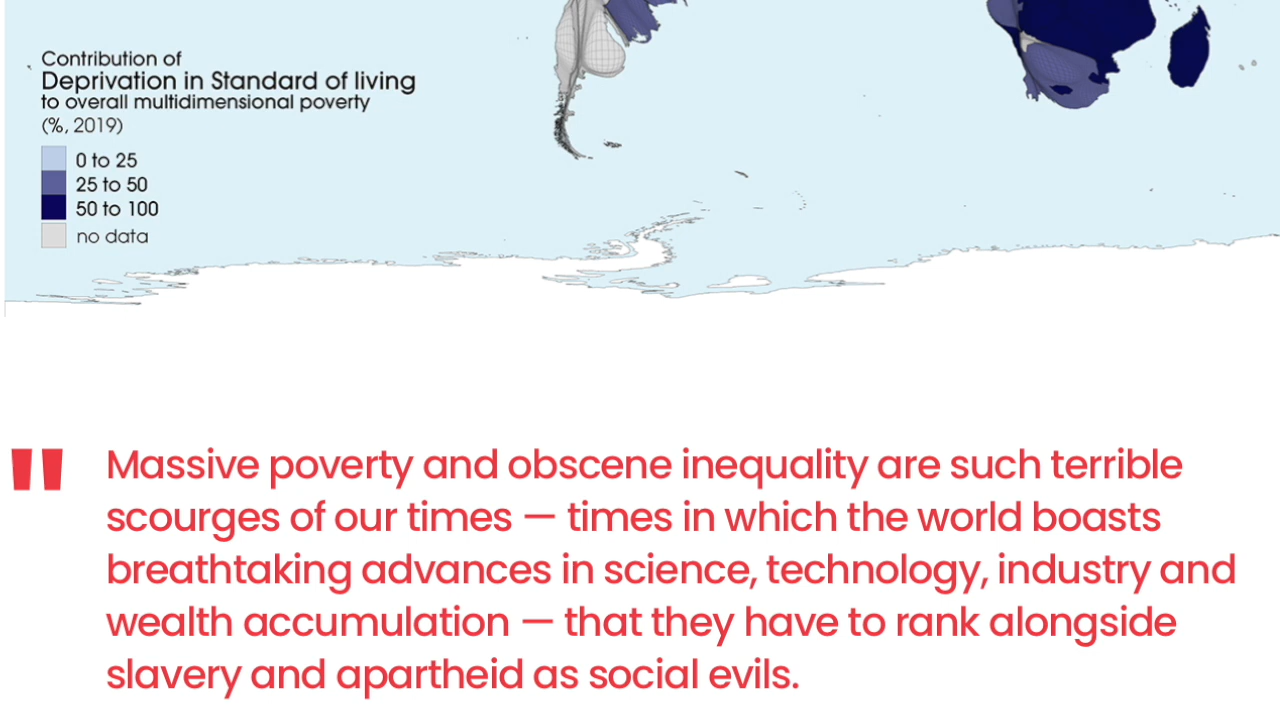 Contribution of
Deprivation in Standard of living
to overall multidimensional poverty
(%, 2019)
0 to 25
25 to 50
50 to 100
no data
" Massive poverty and obscene inequality are such terrible
scourges of our times — times in which the world boasts
breathtaking advances in science, technology, industry and
wealth accumulation — that they have to rank alongside
slavery and apartheid as social evils.